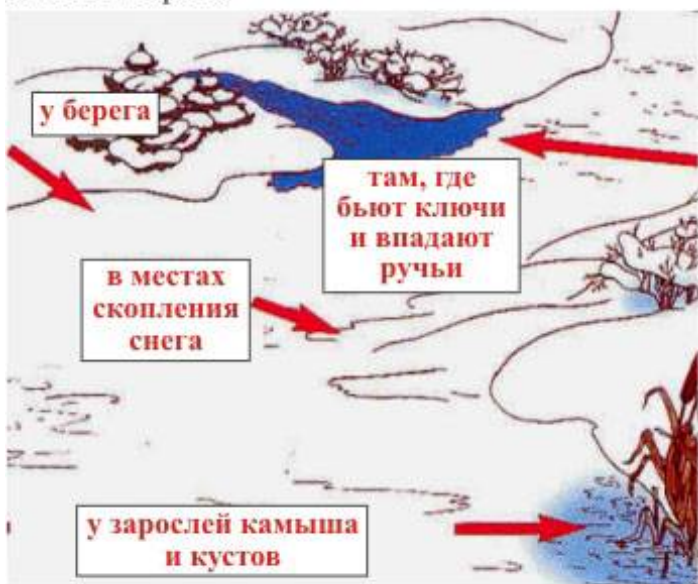 у берега
там, где
бьют ключи
и впадают
ручьи
в местах
скопления
снега
у зарослей камыша
и кустов